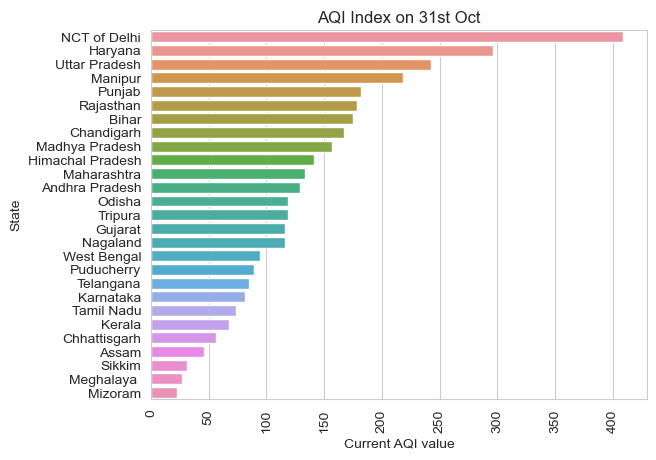 AQI Index on 31st Oct
State
NCT of Delhi
Haryana
Uttar Pradesh
Manipur
Punjab
Rajasthan
Bihar
Chandigarh
Madhya Pradesh
Himachal Pradesh
Maharashtra
Andhra Pradesh
Odisha
Tripura
Gujarat
Nagaland
West Bengal
Puducherry
Telangana
Karnataka
Tamil Nadu
Kerala
Chhattisgarh
Assam
Sikkim
Meghalaya
Mizoram
0 50 100 150 200 250 300 350 400
Current AQI value